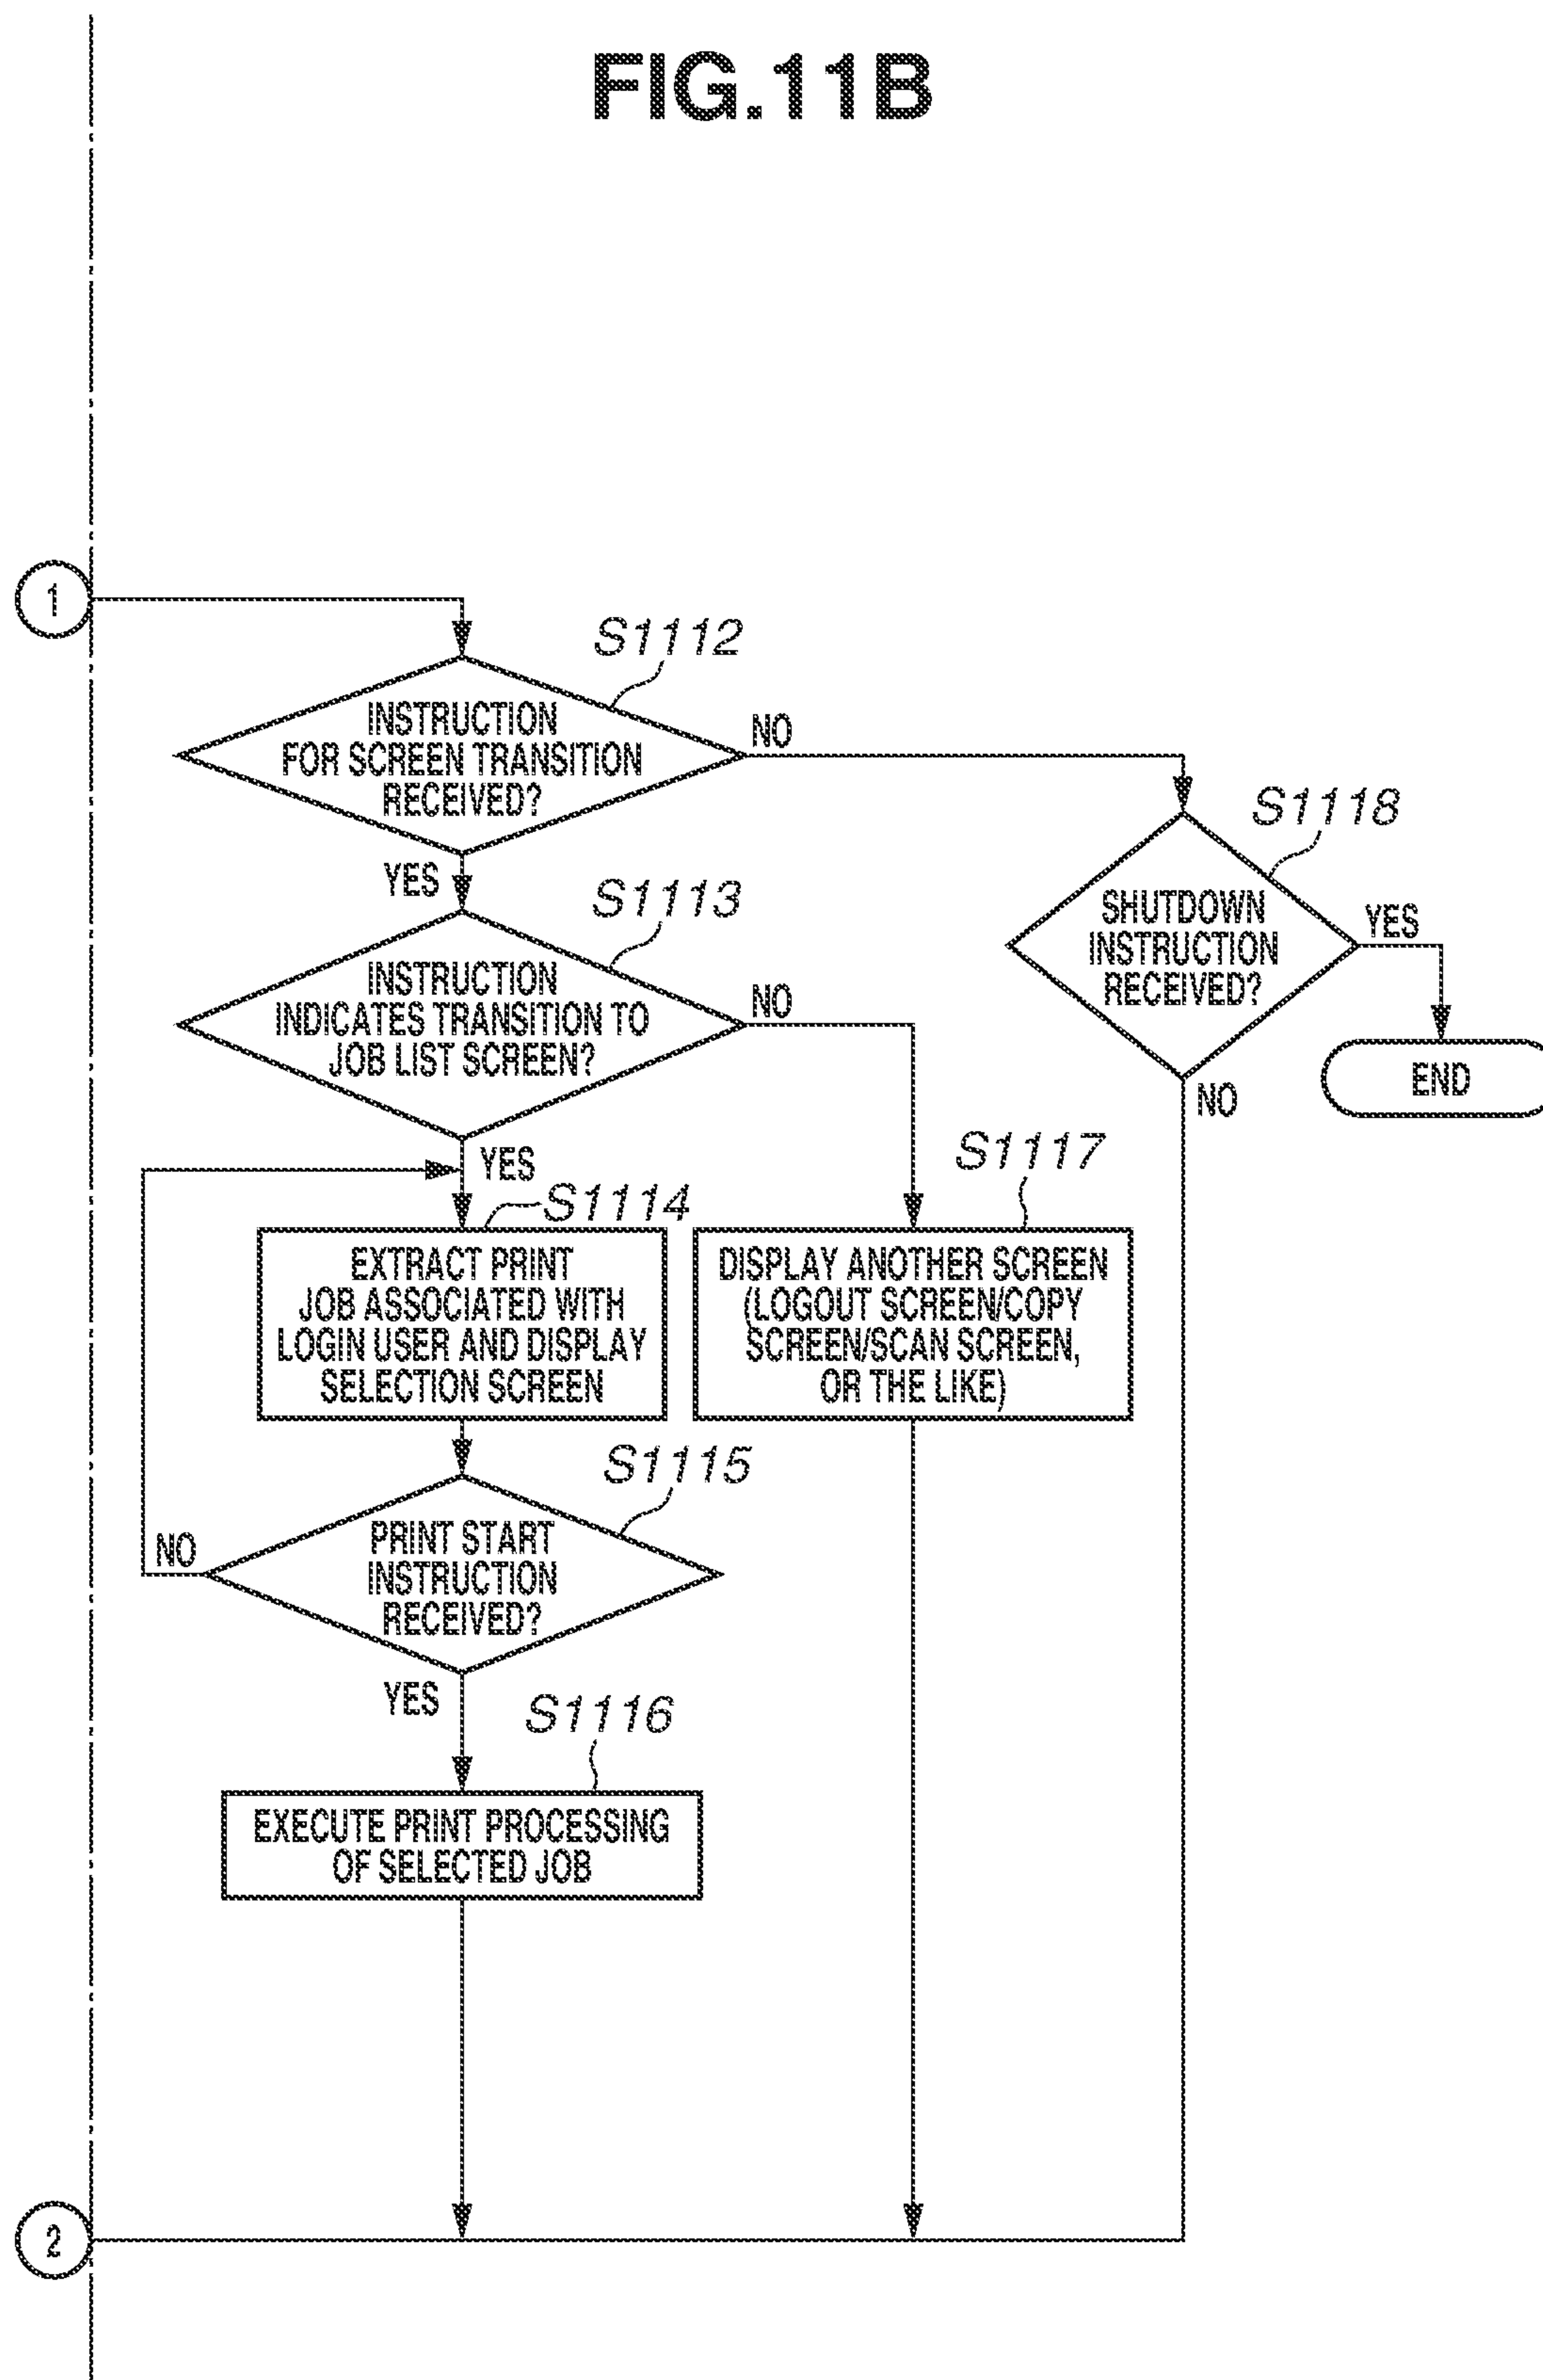 FIG.11B
1
S1112
INSTRUCTION
FOR SCREEN TRANSITION
RECEIVED?
NO
YES
S1118
SHUTDOWN
INSTRUCTION
RECEIVED?
YES
NO
END
S1113
INSTRUCTION
INDICATES TRANSITION TO
JOB LIST SCREEN?
NO
YES
S1114
EXTRACT PRINT
JOB ASSOCIATED WITH
LOGIN USER AND DISPLAY
SELECTION SCREEN
S1117
DISPLAY ANOTHER SCREEN
(LOGOUT SCREEN/COPY
SCREEN/SCAN SCREEN,
OR THE LIKE)
S1115
PRINT START
INSTRUCTION
RECEIVED?
NO
YES
S1116
EXECUTE PRINT PROCESSING
OF SELECTED JOB
2